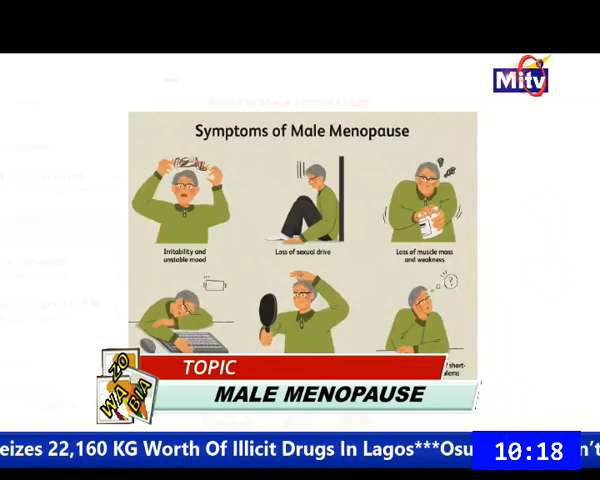 Mitv
Symptoms of Male Menopause
Irritability and
unstable mood
Loss of sexual drive
Loss of muscle mass
and weakness
?
short-
TOPIC
MALE MENOPAUSE
ZO
WA
BIA
eizes 22,160 KG Worth Of Illicit Drugs In Lagos***Osu
10:18
n't